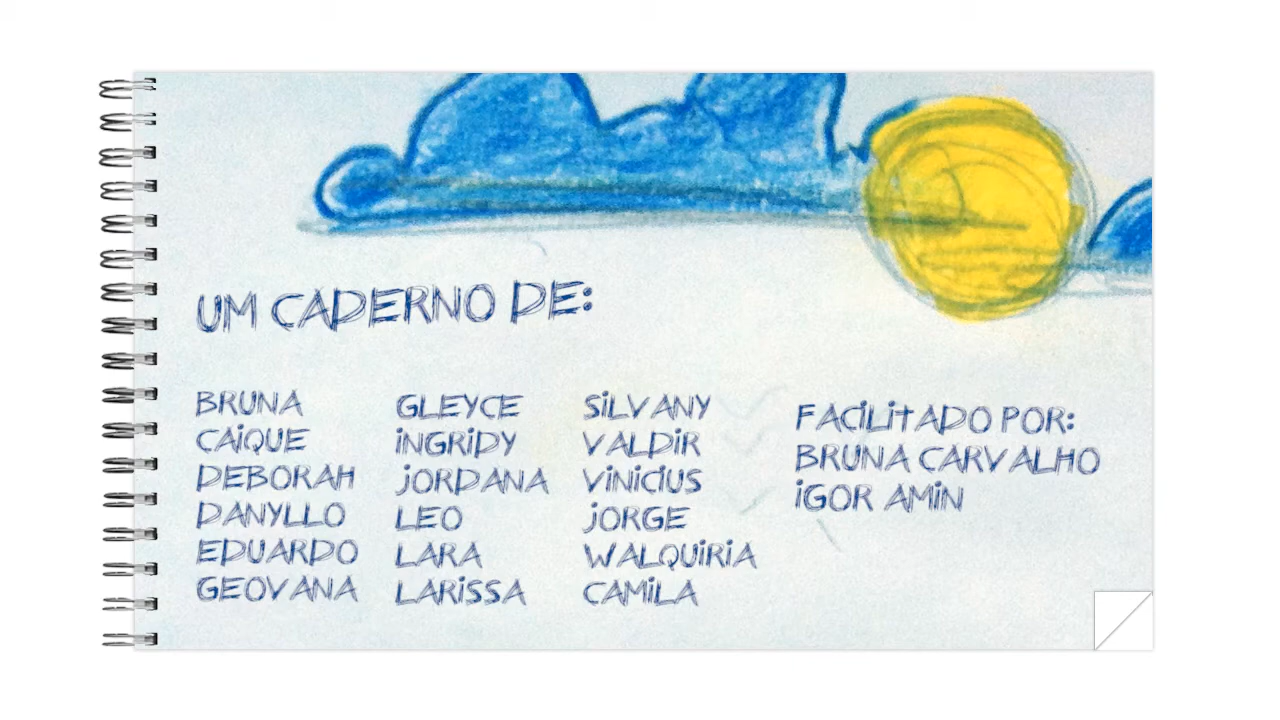 UM CADERNO DE:
BRUNA
CAiQUE
DEBORAH
DANYLLO
EDUARDO
GEOVANA
GLEYCE
iNGRiDY
jORDANA
LEO
LARA
LARiSSA
SiLVANY
VALDiR
ViNiCiUS
jORGE
WALQUiRiA
CAMiLA
FACiLiTADO POR:
BRUNA CARVALHO
iGOR AMiN